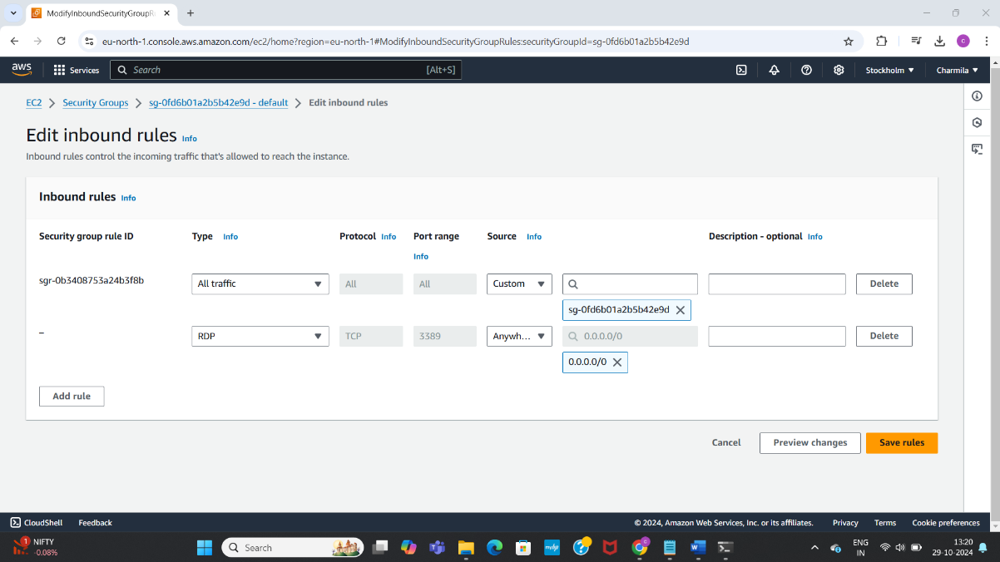 ModifyInboundSecurityGroupR
eu-north-1.console.aws.amazon.com/ec2/home?region=eu-north-1#ModifyInboundSecurityGroupRules:securityGroupId=sg-0fd6b01a2b5b42e9d
C
aws Services Search [Alt+S] Stockholm Charmila
EC2 Security Groups sg-0fd6b01a2b5b42e9d - default Edit inbound rules
Edit inbound rules Info
Inbound rules control the incoming traffic that's allowed to reach the instance.
Inbound rules Info
Security group rule ID Type Info Protocol Info Port range Source Info Description - optional Info
Info
sgr-0b3408753a24b3f8b All traffic All All Custom Delete
sg-0fd6b01a2b5b42e9d
– RDP TCP 3389 Anywh... 0.0.0.0/0 Delete
0.0.0.0/0
Add rule
Cancel Preview changes Save rules
CloudShell Feedback © 2024, Amazon Web Services, Inc. or its affiliates. Privacy Terms Cookie preferences
1 NIFTY
-0.08%
Search
myhp
ENG
IN
13:20
29-10-2024